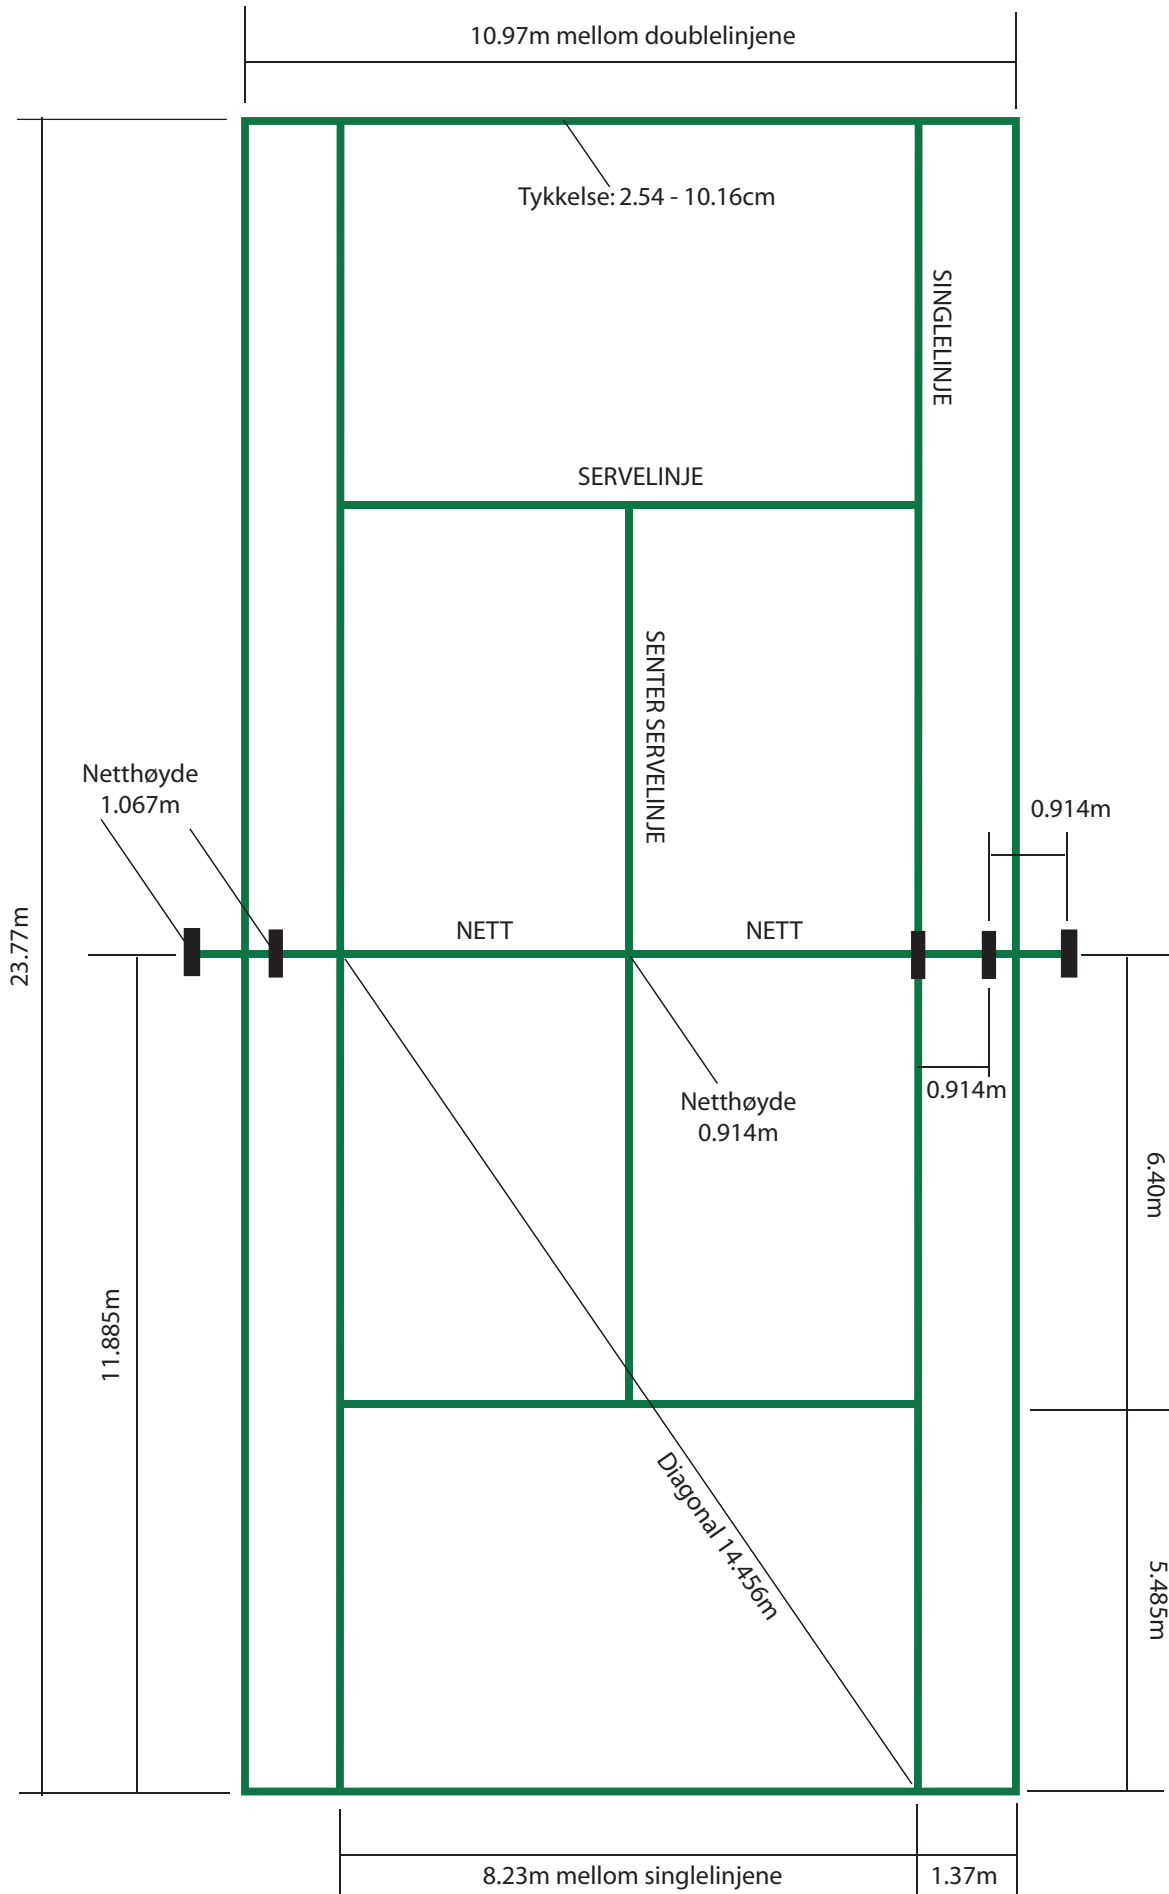 10.97m mellom doublelinjene
Tykkelse: 2.54 - 10.16cm
SINGLELINJE
SERVELINJE
SENTER SERVELINJE
Netthøyde
1.067m
0.914m
23.77m
NETT
NETT
0.914m
Netthøyde
0.914m
6.40m
11.885m
Diagonal 14.456m
5.485m
8.23m mellom singlelinjene
1.37m